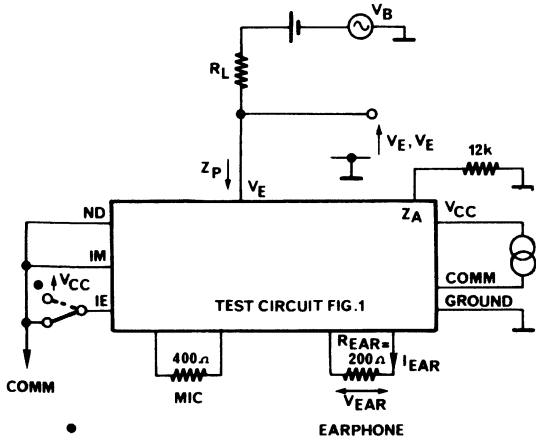 V_B
R_L
V_E, V_E
12k
Z_P
V_E
Z_A
V_CC
ND
IM
V_CC
IE
COMM
GROUND
TEST CIRCUIT FIG.1
COMM
400Ω
MIC
R_EAR=
200Ω
I_EAR
V_EAR
EARPHONE